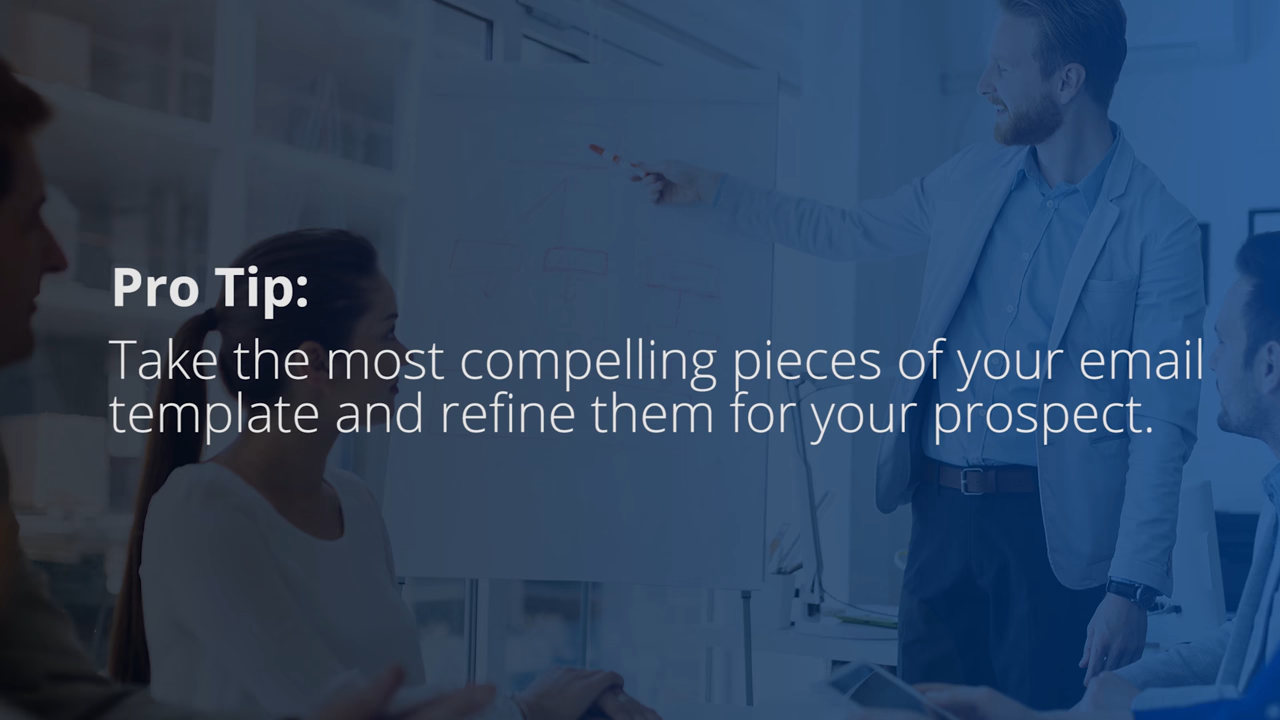 Pro Tip:
Take the most compelling pieces of your email
template and refine them for your prospect.